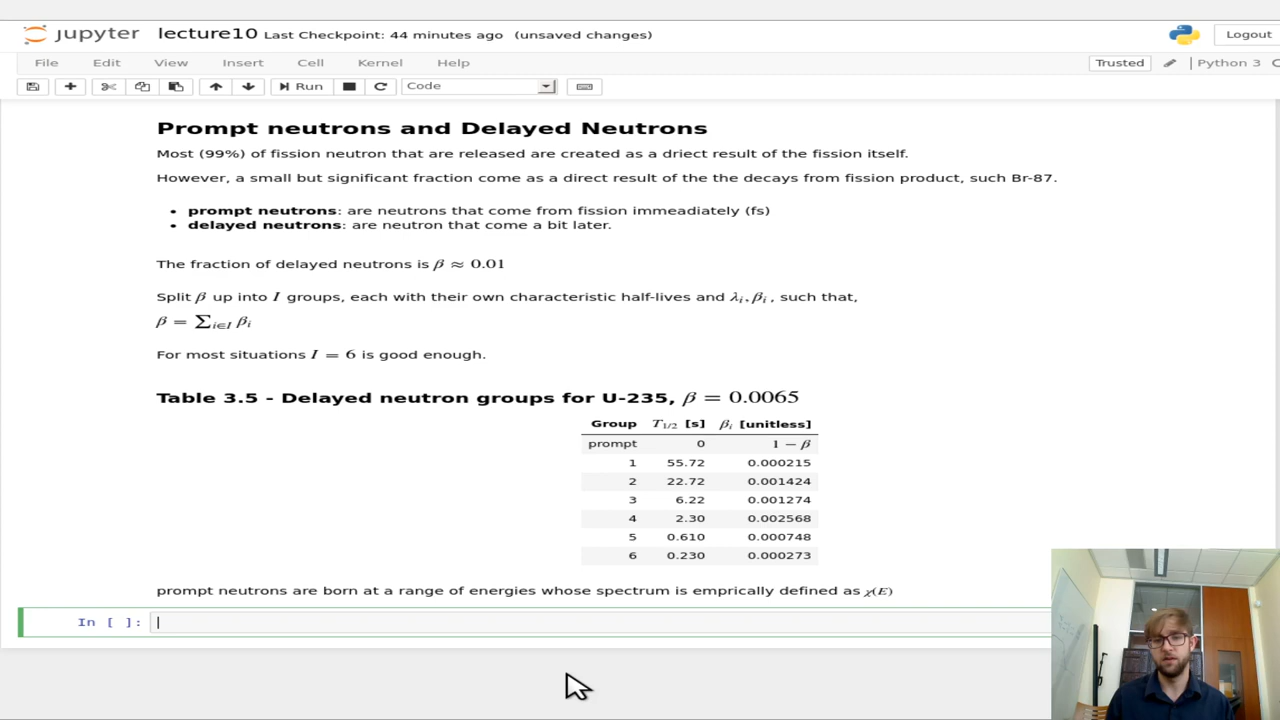 jupyter lecture10 Last Checkpoint: 44 minutes ago (unsaved changes) Logout
File Edit View Insert Cell Kernel Help Trusted Python 3
Run Code
Prompt neutrons and Delayed Neutrons
Most (99%) of fission neutron that are released are created as a driect result of the fission itself.
However, a small but significant fraction come as a direct result of the the decays from fission product, such Br-87.
• prompt neutrons: are neutrons that come from fission immeadiately (fs)
• delayed neutrons: are neutron that come a bit later.
The fraction of delayed neutrons is β ≈ 0.01
Split β up into I groups, each with their own characteristic half-lives and λᵢ, βᵢ, such that,
β = ∑i∈I βᵢ
For most situations I = 6 is good enough.
Table 3.5 - Delayed neutron groups for U-235, β = 0.0065
Group T1/2 [s] βᵢ [unitless]
prompt 0 1 − β
1 55.72 0.000215
2 22.72 0.001424
3 6.22 0.001274
4 2.30 0.002568
5 0.610 0.000748
6 0.230 0.000273
prompt neutrons are born at a range of energies whose spectrum is emprically defined as χ(E)
In [ ]: